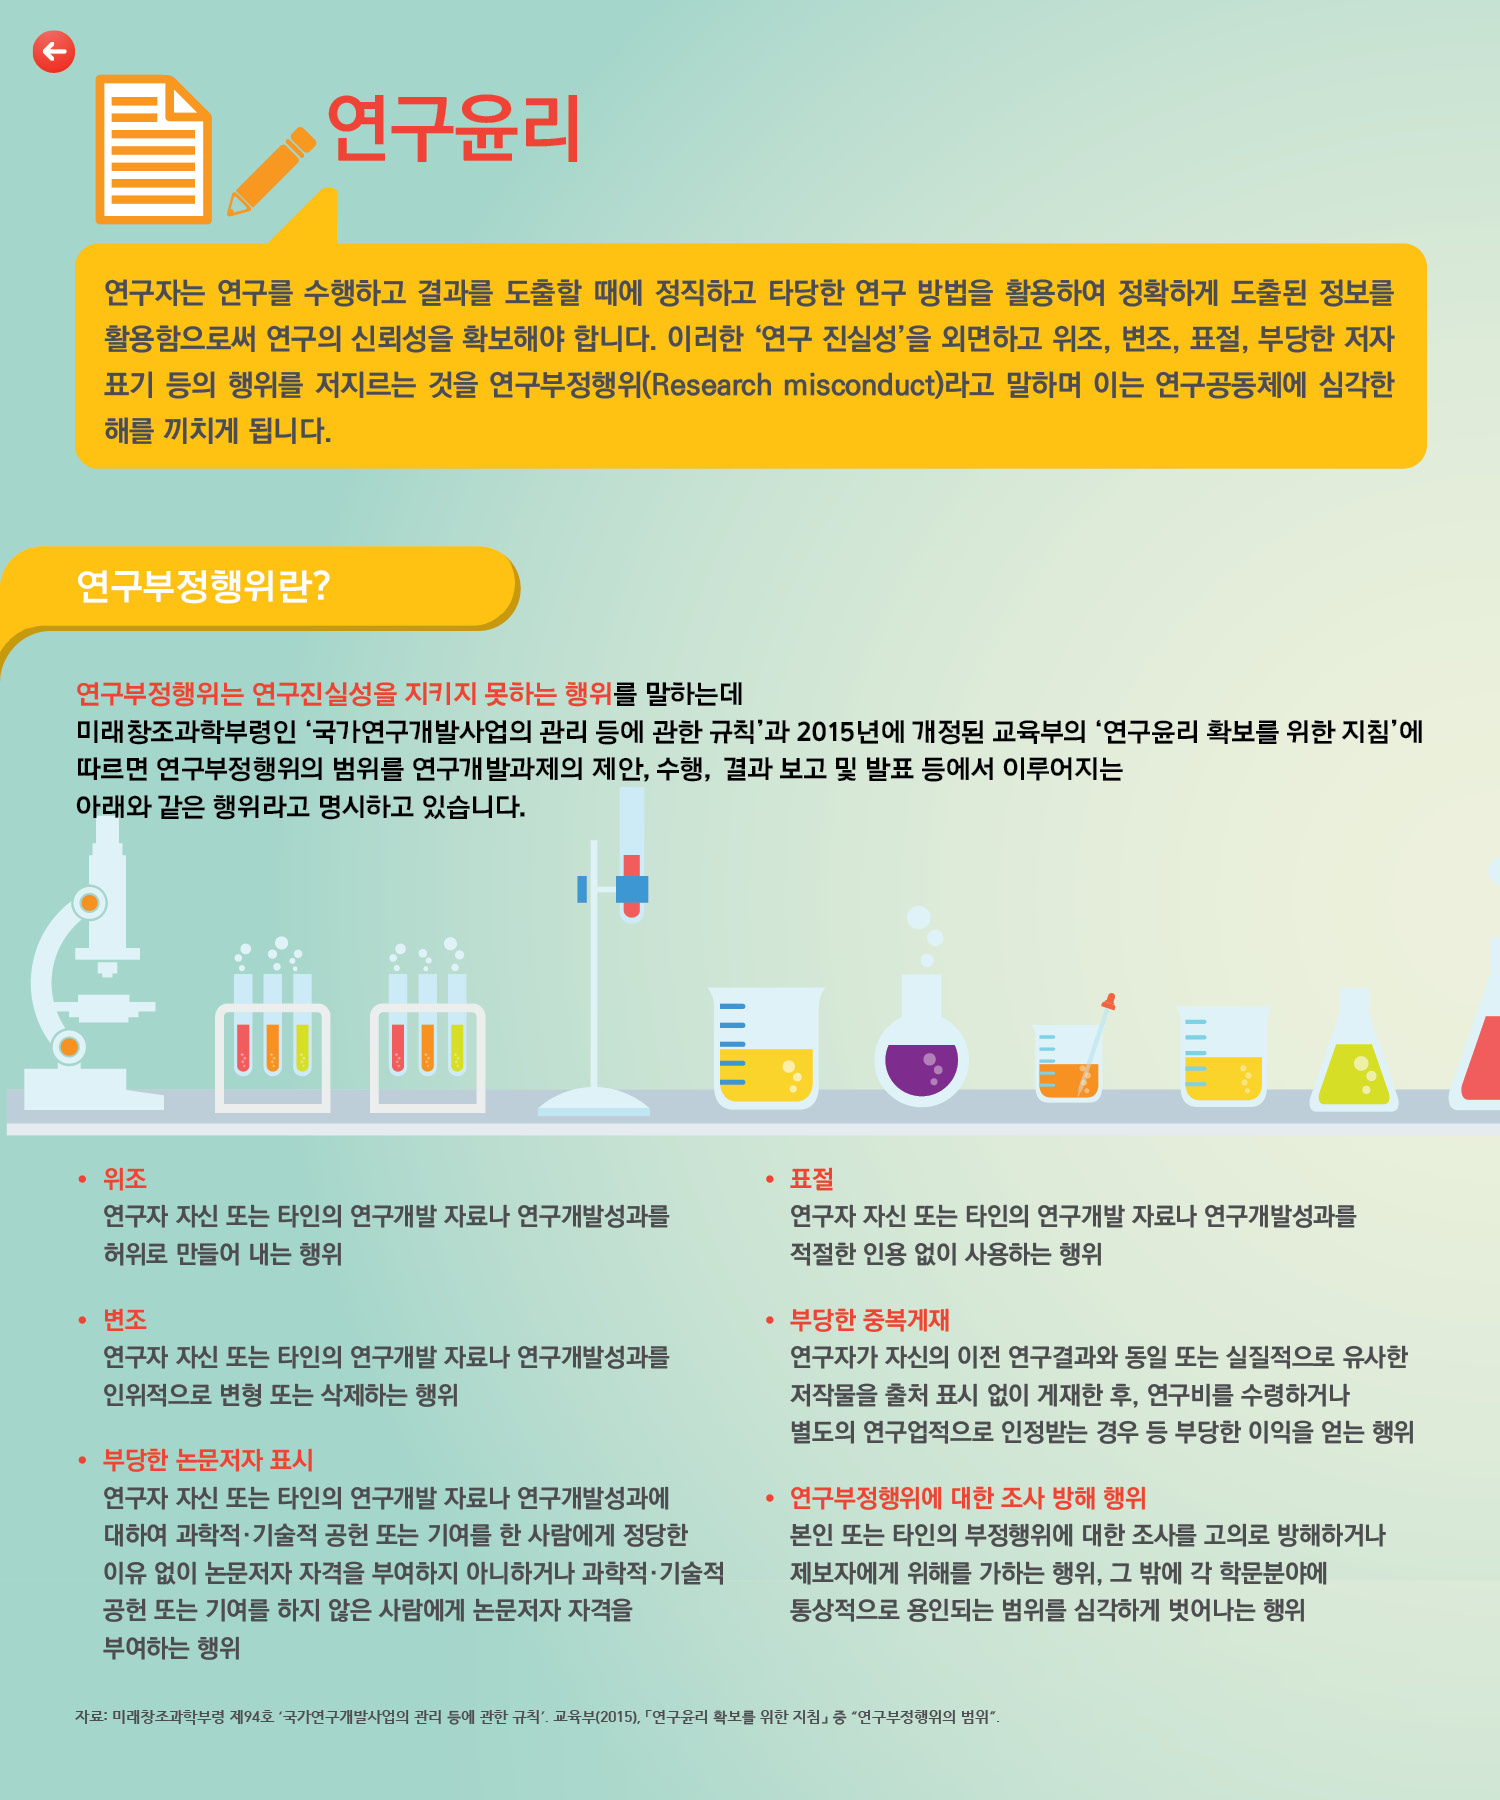 연구윤리
연구자는 연구를 수행하고 결과를 도출할 때에 정직하고 타당한 연구 방법을 활용하여 정확하게 도출된 정보를
활용함으로써 연구의 신뢰성을 확보해야 합니다. 이러한 ‘연구 진실성’을 외면하고 위조, 변조, 표절, 부당한 저자
표기 등의 행위를 저지르는 것을 연구부정행위(Research misconduct)라고 말하며 이는 연구공동체에 심각한
해를 끼치게 됩니다.
연구부정행위란?
연구부정행위는 연구진실성을 지키지 못하는 행위를 말하는데
미래창조과학부령인 ‘국가연구개발사업의 관리 등에 관한 규칙’과 2015년에 개정된 교육부의 ‘연구윤리 확보를 위한 지침’에
따르면 연구부정행위의 범위를 연구개발과제의 제안, 수행, 결과 보고 및 발표 등에서 이루어지는
아래와 같은 행위라고 명시하고 있습니다.
• 위조
연구자 자신 또는 타인의 연구개발 자료나 연구개발성과를
허위로 만들어 내는 행위
• 변조
연구자 자신 또는 타인의 연구개발 자료나 연구개발성과를
인위적으로 변형 또는 삭제하는 행위
• 부당한 논문저자 표시
연구자 자신 또는 타인의 연구개발 자료나 연구개발성과에
대하여 과학적·기술적 공헌 또는 기여를 한 사람에게 정당한
이유 없이 논문저자 자격을 부여하지 아니하거나 과학적·기술적
공헌 또는 기여를 하지 않은 사람에게 논문저자 자격을
부여하는 행위
• 표절
연구자 자신 또는 타인의 연구개발 자료나 연구개발성과를
적절한 인용 없이 사용하는 행위
• 부당한 중복게재
연구자가 자신의 이전 연구결과와 동일 또는 실질적으로 유사한
저작물을 출처 표시 없이 게재한 후, 연구비를 수령하거나
별도의 연구업적으로 인정받는 경우 등 부당한 이익을 얻는 행위
• 연구부정행위에 대한 조사 방해 행위
본인 또는 타인의 부정행위에 대한 조사를 고의로 방해하거나
제보자에게 위해를 가하는 행위, 그 밖에 각 학문분야에
통상적으로 용인되는 범위를 심각하게 벗어나는 행위
자료: 미래창조과학부령 제94호 ‘국가연구개발사업의 관리 등에 관한 규칙’. 교육부(2015), 「연구윤리 확보를 위한 지침」 중 “연구부정행위의 범위”.